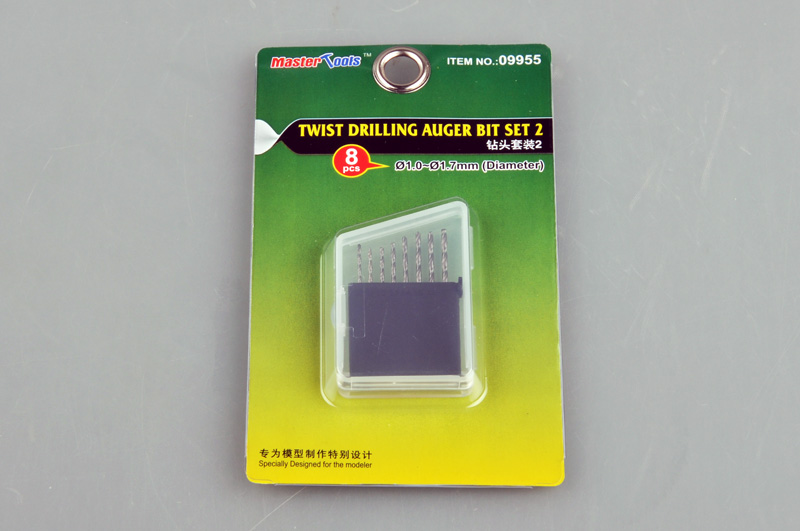 Master Tools™
ITEM NO.:09955
TWIST DRILLING AUGER BIT SET 2
钻头套装2
8 pcs
Ø1.0~Ø1.7mm (Diameter)
专为模型制作特别设计
Specially Designed for the modeler